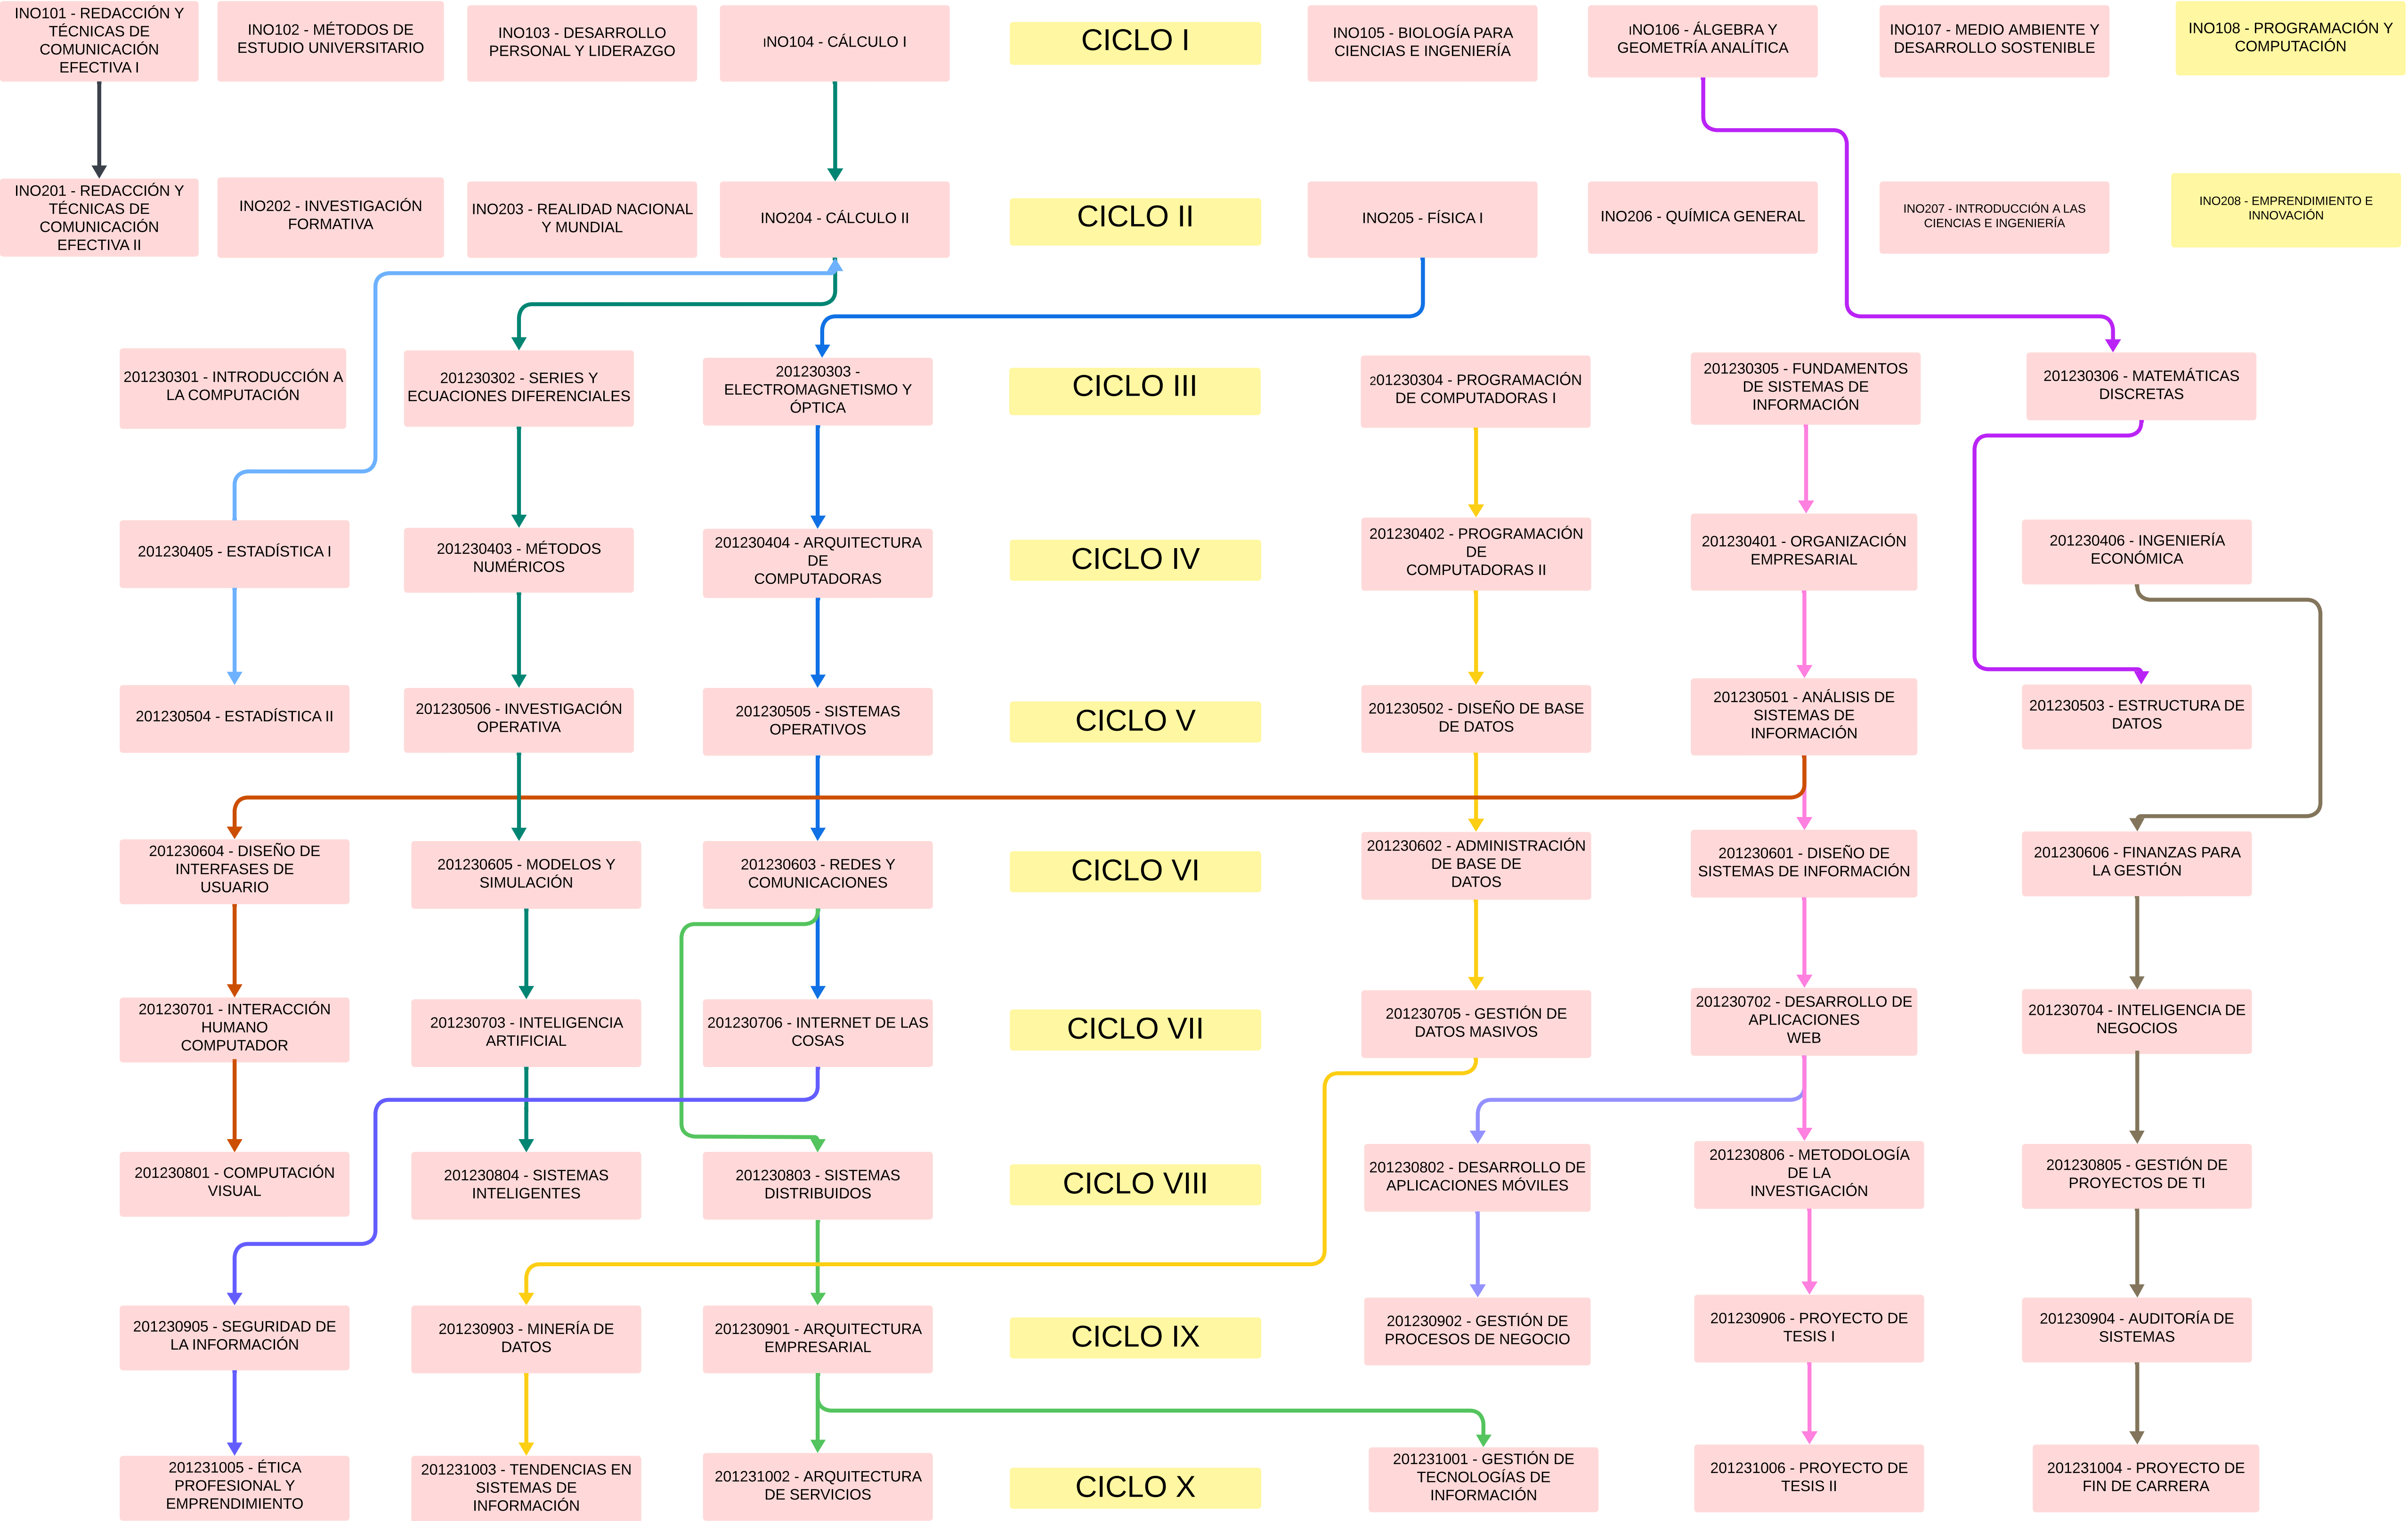 INO101 - REDACCIÓN Y
TÉCNICAS DE
COMUNICACIÓN
EFECTIVA I
INO102 - MÉTODOS DE
ESTUDIO UNIVERSITARIO
INO103 - DESARROLLO
PERSONAL Y LIDERAZGO
INO104 - CÁLCULO I
CICLO I
INO105 - BIOLOGÍA PARA
CIENCIAS E INGENIERÍA
INO106 - ÁLGEBRA Y
GEOMETRÍA ANALÍTICA
INO107 - MEDIO AMBIENTE Y
DESARROLLO SOSTENIBLE
INO108 - PROGRAMACIÓN Y
COMPUTACIÓN
INO201 - REDACCIÓN Y
TÉCNICAS DE
COMUNICACIÓN
EFECTIVA II
INO202 - INVESTIGACIÓN
FORMATIVA
INO203 - REALIDAD NACIONAL
Y MUNDIAL
INO204 - CÁLCULO II
CICLO II
INO205 - FÍSICA I
INO206 - QUÍMICA GENERAL
INO207 - INTRODUCCIÓN A LAS
CIENCIAS E INGENIERÍA
INO208 - EMPRENDIMIENTO E
INNOVACIÓN
201230301 - INTRODUCCIÓN A
LA COMPUTACIÓN
201230302 - SERIES Y
ECUACIONES DIFERENCIALES
201230303 -
ELECTROMAGNETISMO Y
ÓPTICA
CICLO III
201230304 - PROGRAMACIÓN
DE COMPUTADORAS I
201230305 - FUNDAMENTOS
DE SISTEMAS DE
INFORMACIÓN
201230306 - MATEMÁTICAS
DISCRETAS
201230405 - ESTADÍSTICA I
201230403 - MÉTODOS
NUMÉRICOS
201230404 - ARQUITECTURA
DE
COMPUTADORAS
CICLO IV
201230402 - PROGRAMACIÓN
DE
COMPUTADORAS II
201230401 - ORGANIZACIÓN
EMPRESARIAL
201230406 - INGENIERÍA
ECONÓMICA
201230504 - ESTADÍSTICA II
201230506 - INVESTIGACIÓN
OPERATIVA
201230505 - SISTEMAS
OPERATIVOS
CICLO V
201230502 - DISEÑO DE BASE
DE DATOS
201230501 - ANÁLISIS DE
SISTEMAS DE
INFORMACIÓN
201230503 - ESTRUCTURA DE
DATOS
201230604 - DISEÑO DE
INTERFASES DE
USUARIO
201230605 - MODELOS Y
SIMULACIÓN
201230603 - REDES Y
COMUNICACIONES
CICLO VI
201230602 - ADMINISTRACIÓN
DE BASE DE
DATOS
201230601 - DISEÑO DE
SISTEMAS DE INFORMACIÓN
201230606 - FINANZAS PARA
LA GESTIÓN
201230701 - INTERACCIÓN
HUMANO
COMPUTADOR
201230703 - INTELIGENCIA
ARTIFICIAL
201230706 - INTERNET DE LAS
COSAS
CICLO VII
201230705 - GESTIÓN DE
DATOS MASIVOS
201230702 - DESARROLLO DE
APLICACIONES
WEB
201230704 - INTELIGENCIA DE
NEGOCIOS
201230801 - COMPUTACIÓN
VISUAL
201230804 - SISTEMAS
INTELIGENTES
201230803 - SISTEMAS
DISTRIBUIDOS
CICLO VIII
201230802 - DESARROLLO DE
APLICACIONES MÓVILES
201230806 - METODOLOGÍA
DE LA
INVESTIGACIÓN
201230805 - GESTIÓN DE
PROYECTOS DE TI
201230905 - SEGURIDAD DE
LA INFORMACIÓN
201230903 - MINERÍA DE
DATOS
201230901 - ARQUITECTURA
EMPRESARIAL
CICLO IX
201230902 - GESTIÓN DE
PROCESOS DE NEGOCIO
201230906 - PROYECTO DE
TESIS I
201230904 - AUDITORÍA DE
SISTEMAS
201231005 - ÉTICA
PROFESIONAL Y
EMPRENDIMIENTO
201231003 - TENDENCIAS EN
SISTEMAS DE
INFORMACIÓN
201231002 - ARQUITECTURA
DE SERVICIOS
CICLO X
201231001 - GESTIÓN DE
TECNOLOGÍAS DE
INFORMACIÓN
201231006 - PROYECTO DE
TESIS II
201231004 - PROYECTO DE
FIN DE CARRERA